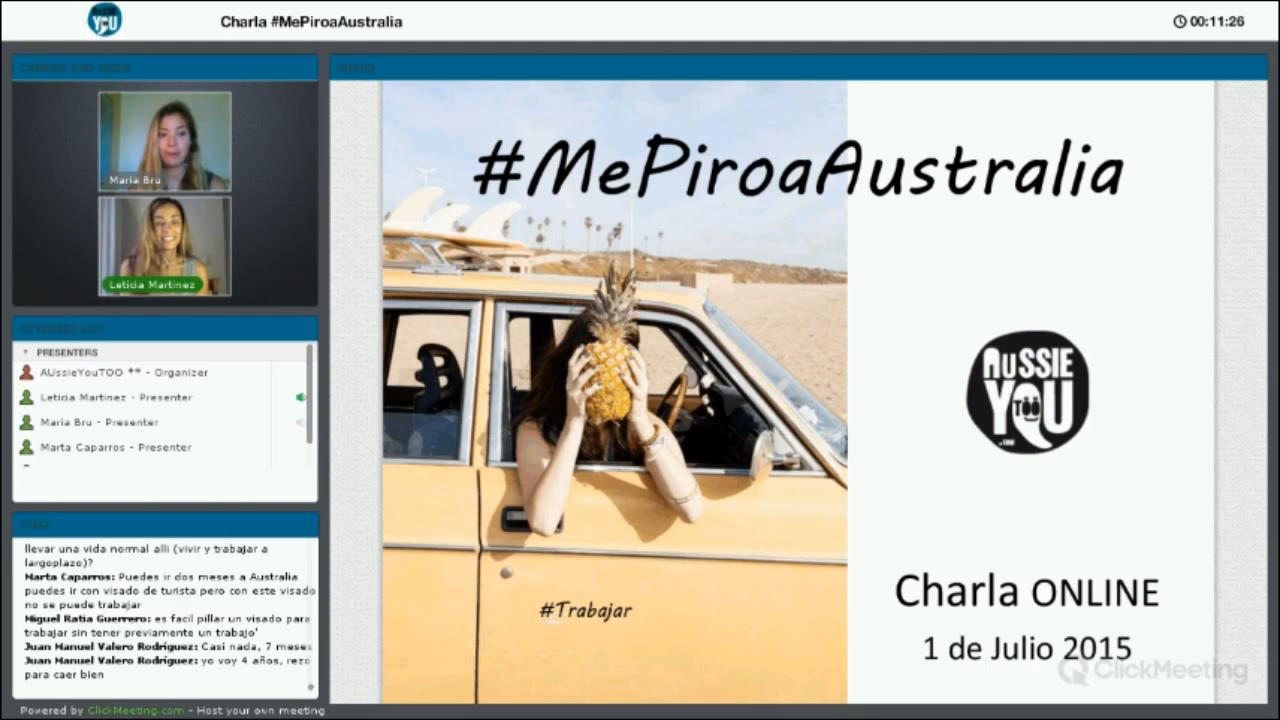 AUSSIE
YOU
Charla #MePiroaAustralia
00:11:26
Maria Bru
Leticia Martinez
PRESENTERS
AUssieYouTOO ** - Organizer
Leticia Martinez - Presenter
Maria Bru - Presenter
Marta Caparros - Presenter
llevar una vida normal alli (vivir y trabajar a
largoplazo)?
Marta Caparros: Puedes ir dos meses a Australia
puedes ir con visado de turista pero con este visado
no se puede trabajar
Miguel Ratia Guerrero: es facil pillar un visado para
trabajar sin tener previamente un trabajo'
Juan Manuel Valero Rodríguez: Casi nada, 7 meses
Juan Manuel Valero Rodríguez: yo voy 4 años, rezo
para caer bien
Powered by ClickMeeting.com - Host your own meeting
#MePiroaAustralia
AUSSIE
YOU
TOO
.COM
#Trabajar
Charla ONLINE
1 de Julio 2015
ClickMeeting